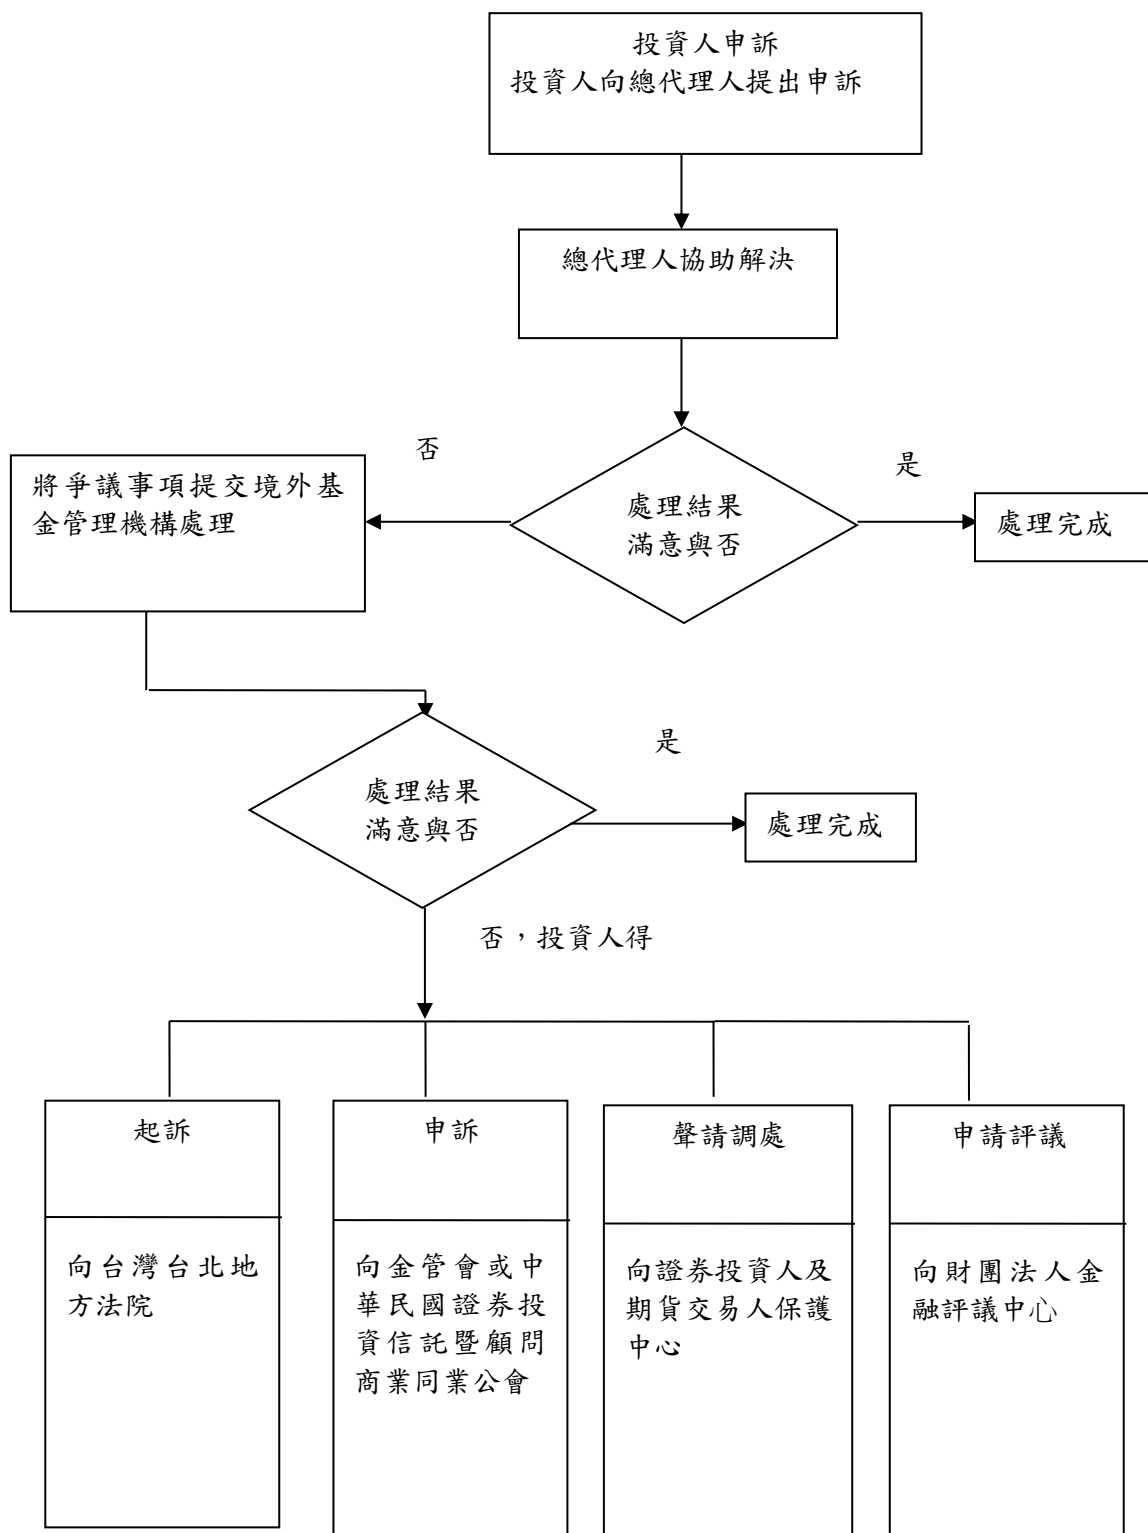 投資人申訴
投資人向總代理人提出申訴
總代理人協助解決
否
是
將爭議事項提交境外基
金管理機構處理
處理結果
滿意與否
處理完成
是
處理結果
滿意與否
處理完成
否，投資人得
起訴
申訴
聲請調處
申請評議
向台灣台北地
方法院
向金管會或中
華民國證券投
資信託暨顧問
商業同業公會
向證券投資人及
期貨交易人保護
中心
向財團法人金
融評議中心